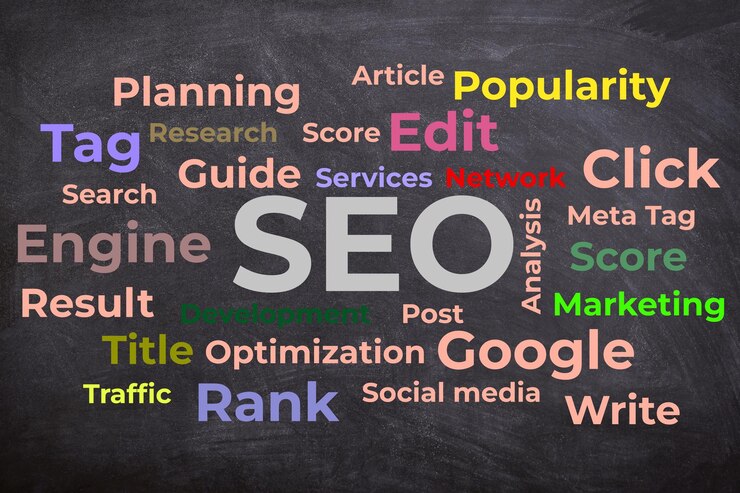 Article
Planning
Popularity
Tag
Research
Score
Edit
Guide
Services
Network
Click
Search
SEO
Analysis
Meta Tag
Engine
Score
Result
Development
Post
Marketing
Title
Optimization
Google
Traffic
Rank
Social media
Write